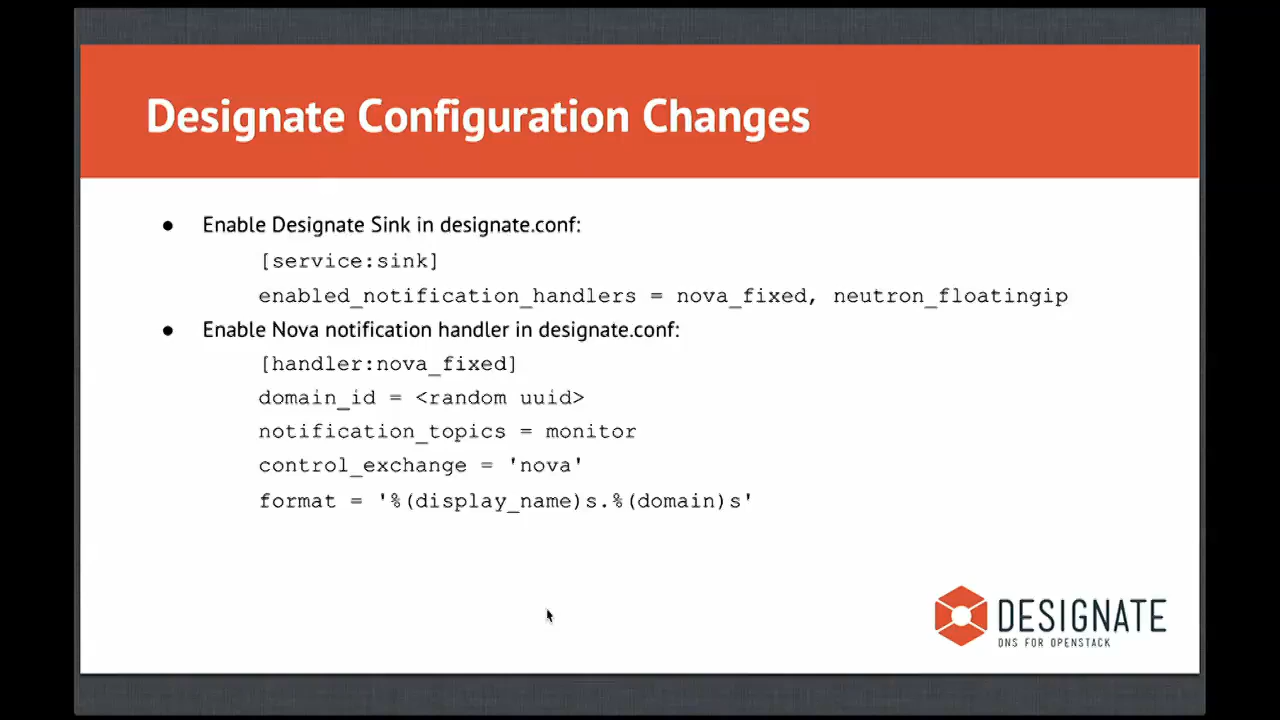 Designate Configuration Changes
● Enable Designate Sink in designate.conf:
[service:sink]
enabled_notification_handlers = nova_fixed, neutron_floatingip
● Enable Nova notification handler in designate.conf:
[handler:nova_fixed]
domain_id = <random uuid>
notification_topics = monitor
control_exchange = 'nova'
format = '%(display_name)s.%(domain)s'
DESIGNATE
DNS FOR OPENSTACK